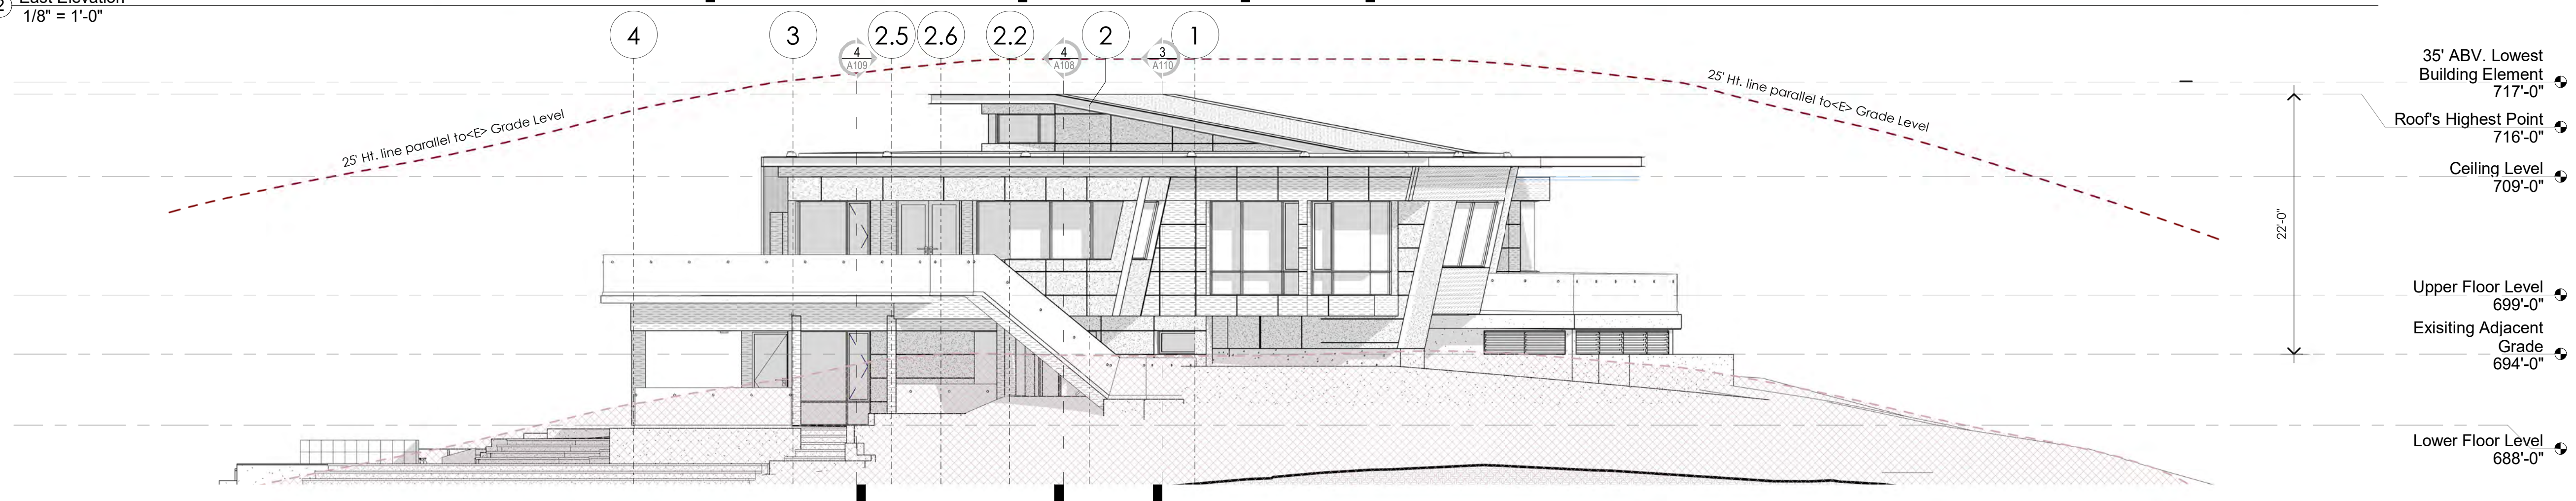 2 East Elevation
1/8" = 1'-0"
4
3
2.5
2.6
2.2
2
1
4
A109
4
A108
3
A110
25' Ht. line parallel to<E> Grade Level
25' Ht. line parallel to<E> Grade Level
35' ABV. Lowest
Building Element
717'-0"
Roof's Highest Point
716'-0"
Ceiling Level
709'-0"
22'-0"
Upper Floor Level
699'-0"
Exisiting Adjacent
Grade
694'-0"
Lower Floor Level
688'-0"